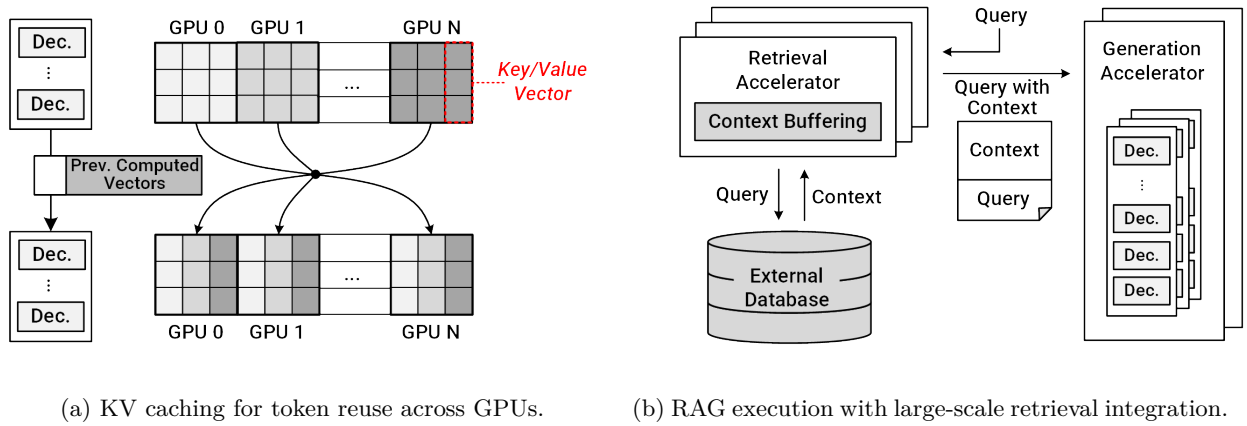 Dec.
⋮
Dec.
Prev. Computed
Vectors
Dec.
⋮
Dec.
GPU 0 GPU 1 GPU N
...
Key/Value
Vector
...
GPU 0 GPU 1 GPU N
(a) KV caching for token reuse across GPUs.
Retrieval
Accelerator
Context Buffering
Query
Context
External
Database
Query
Query with
Context
Context
Query
Generation
Accelerator
Dec.
⋮
Dec.
Dec.
Dec.
(b) RAG execution with large-scale retrieval integration.